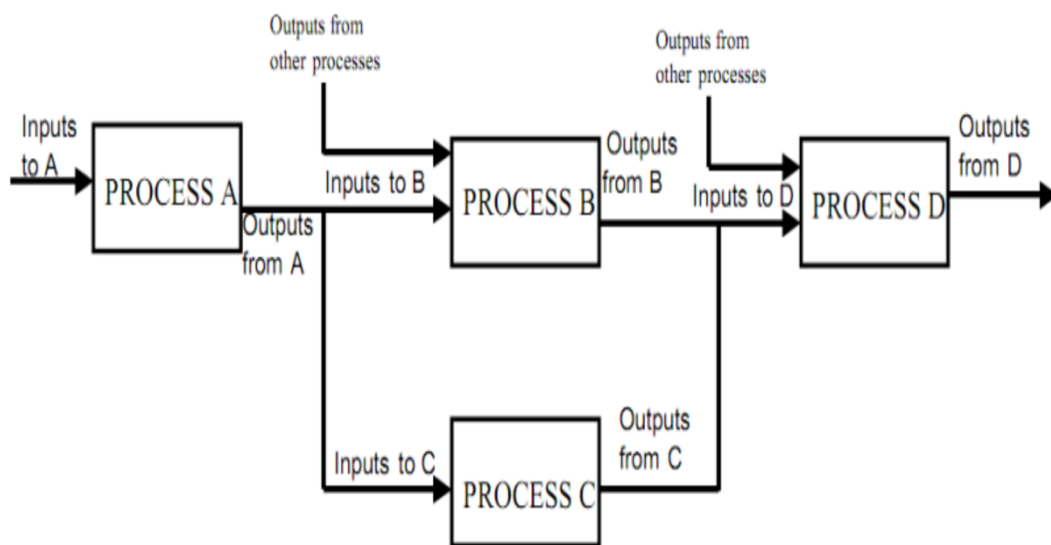 Outputs from
other processes
Outputs from
other processes
Inputs
to A
PROCESS A
Outputs
from A
Inputs to B
PROCESS B
Outputs
from B
Inputs to D
PROCESS D
Outputs
from D
Inputs to C
PROCESS C
Outputs
from C